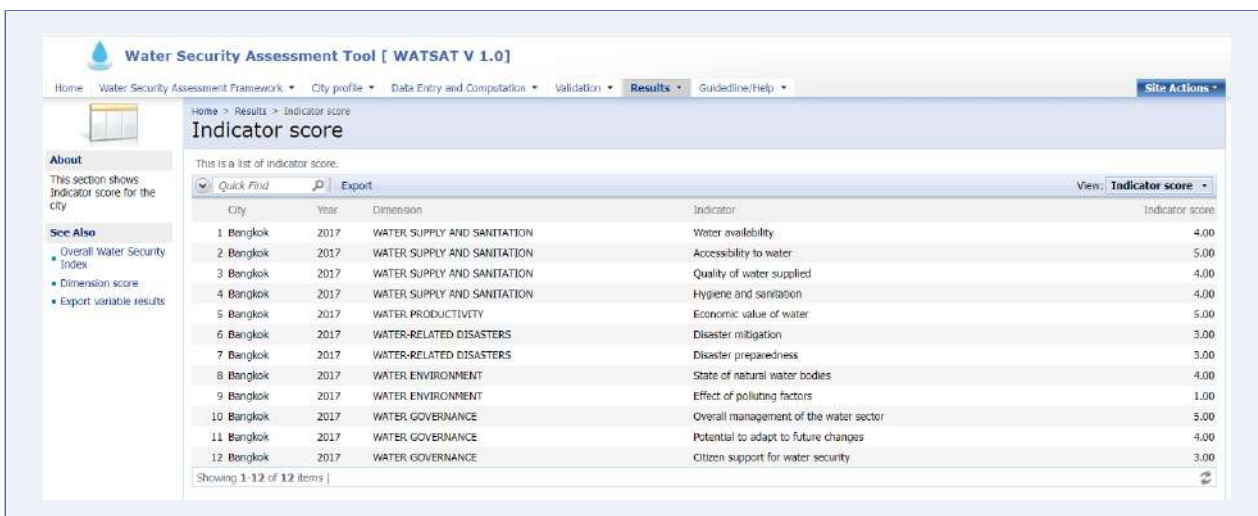 Water Security Assessment Tool [ WATSAT V 1.0]
Home Water Security Assessment Framework City profile Data Entry and Computation Validation Results Guidedline/Help Site Actions
Home > Results > Indicator score
Indicator score
About
This section shows
Indicator score for the
city
See Also
Overall Water Security
Index
Dimension score
Export variable results
This is a list of indicator score.
Quick Find Export View: Indicator score
City Year Dimension Indicator Indicator score
1 Bangkok 2017 WATER SUPPLY AND SANITATION Water availability 4.00
2 Bangkok 2017 WATER SUPPLY AND SANITATION Accessibility to water 5.00
3 Bangkok 2017 WATER SUPPLY AND SANITATION Quality of water supplied 4.00
4 Bangkok 2017 WATER SUPPLY AND SANITATION Hygiene and sanitation 4.00
5 Bangkok 2017 WATER PRODUCTIVITY Economic value of water 5.00
6 Bangkok 2017 WATER-RELATED DISASTERS Disaster mitigation 3.00
7 Bangkok 2017 WATER-RELATED DISASTERS Disaster preparedness 3.00
8 Bangkok 2017 WATER ENVIRONMENT State of natural water bodies 4.00
9 Bangkok 2017 WATER ENVIRONMENT Effect of polluting factors 1.00
10 Bangkok 2017 WATER GOVERNANCE Overall management of the water sector 5.00
11 Bangkok 2017 WATER GOVERNANCE Potential to adapt to future changes 4.00
12 Bangkok 2017 WATER GOVERNANCE Citizen support for water security 3.00
Showing 1-12 of 12 items |